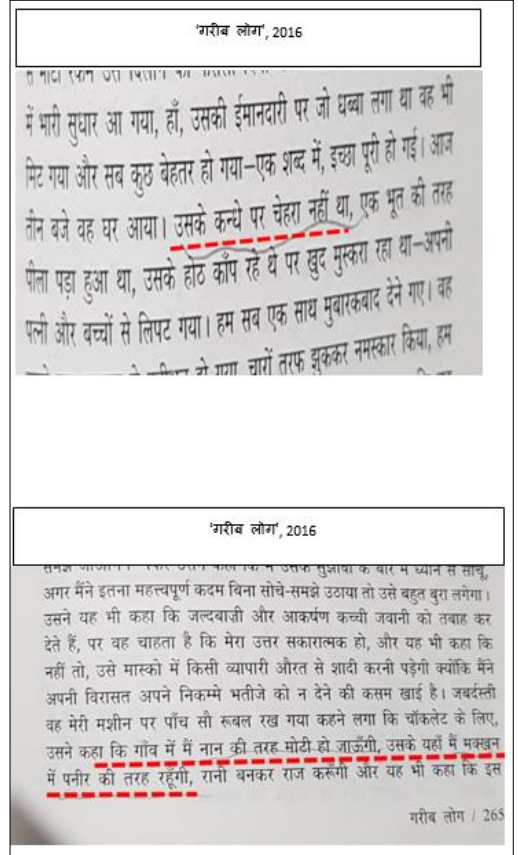 'गरीब लोग', 2016
में भारी सुधार आ गया, हाँ, उसकी ईमानदारी पर जो धब्बा लगा था वह भी
मिट गया और सब कुछ बेहतर हो गया–एक शब्द में, इच्छा पूरी हो गई। आज
तीन बजे वह घर आया। उसके कन्धे पर चेहरा नहीं था, एक भूत की तरह
पीला पड़ा हुआ था, उसके होंठ काँप रहे थे पर खुद मुस्करा रहा था–अपनी
पत्नी और बच्चों से लिपट गया। हम सब एक साथ मुबारकबाद देने गए। वह
हो गया चारों तरफ झुककर नमस्कार किया, हम
'गरीब लोग', 2016
उसके सुझावों के बारे में ध्यान से सोचूँ,
अगर मैंने इतना महत्त्वपूर्ण कदम बिना सोचे-समझे उठाया तो उसे बहुत बुरा लगेगा।
उसने यह भी कहा कि जल्दबाज़ी और आकर्षण कच्ची जवानी को तबाह कर
देते हैं, पर वह चाहता है कि मेरा उत्तर सकारात्मक हो, और यह भी कहा कि
नहीं तो, उसे मास्को में किसी व्यापारी औरत से शादी करनी पड़ेगी क्योंकि मैंने
अपनी विरासत अपने निकम्मे भतीजे को न देने की कसम खाई है। जबर्दस्ती
वह मेरी मशीन पर पाँच सौ रूबल रख गया कहने लगा कि चॉकलेट के लिए,
उसने कहा कि गाँव में मैं नान की तरह मोटी हो जाऊँगी, उसके यहाँ मैं मक्खन
में पनीर की तरह रहूँगी, रानी बनकर राज करूँगी और यह भी कहा कि इस
गरीब लोग / 265